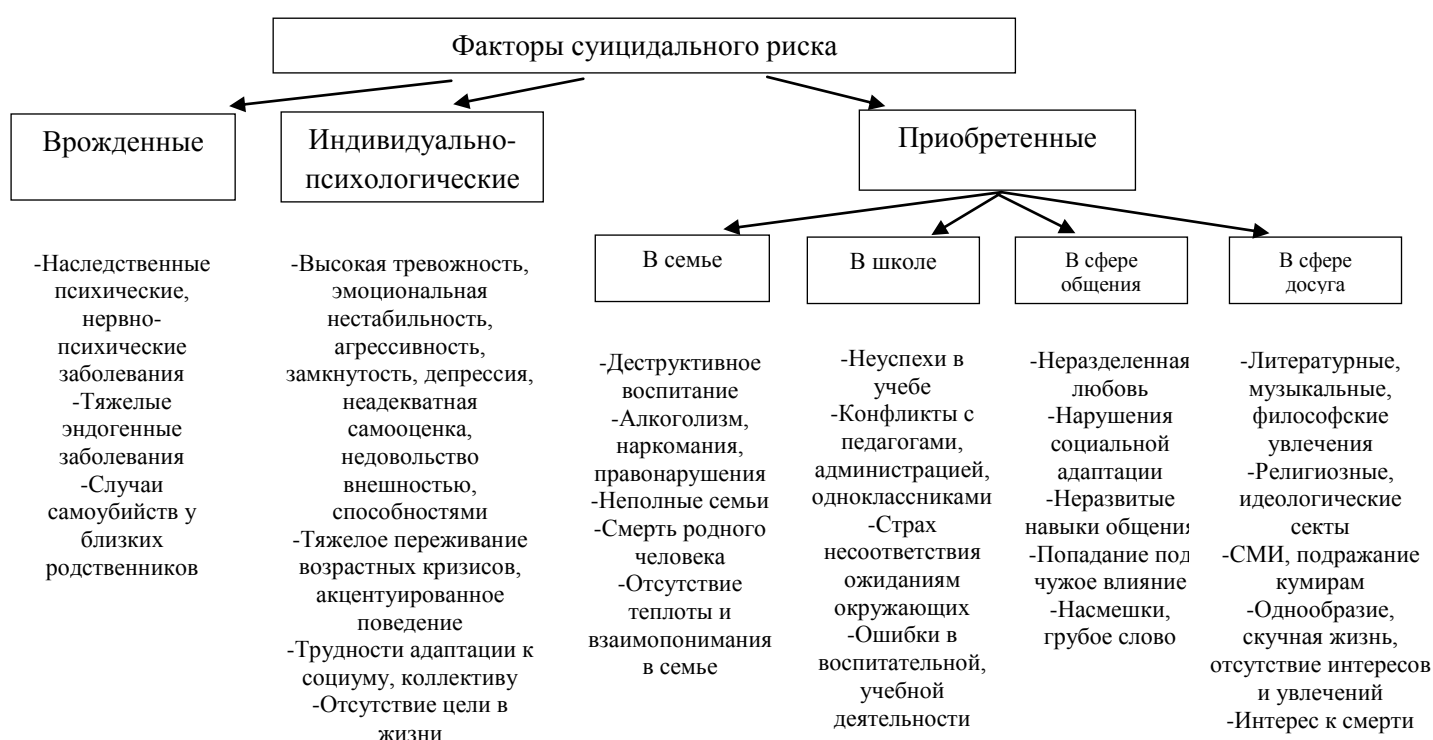 Факторы суицидального риска
Врожденные
Индивидуально-
психологические
Приобретенные
-Наследственные
психические,
нервно-
психические
заболевания
-Тяжелые
эндогенные
заболевания
-Случаи
самоубийств у
близких
родственников
-Высокая тревожность,
эмоциональная
нестабильность,
агрессивность,
замкнутость, депрессия,
неадекватная
самооценка,
недовольство
внешностью,
способностями
-Тяжелое переживание
возрастных кризисов,
акцентуированное
поведение
-Трудности адаптации к
социуму, коллективу
-Отсутствие цели в
жизни
В семье
-Деструктивное
воспитание
-Алкоголизм,
наркомания,
правонарушения
-Неполные семьи
-Смерть родного
человека
-Отсутствие
теплоты и
взаимопонимания
в семье
В школе
-Неуспехи в
учебе
-Конфликты с
педагогами,
администрацией,
одноклассниками
-Страх
несоответствия
ожиданиям
окружающих
-Ошибки в
воспитательной,
учебной
деятельности
В сфере
общения
-Неразделенная
любовь
-Нарушения
социальной
адаптации
-Неразвитые
навыки общения
-Попадание под
чужое влияние
-Насмешки,
грубое слово
В сфере
досуга
-Литературные,
музыкальные,
философские
увлечения
-Религиозные,
идеологические
секты
-СМИ, подражание
кумирам
-Однообразие,
скучная жизнь,
отсутствие интересов
и увлечений
-Интерес к смерти